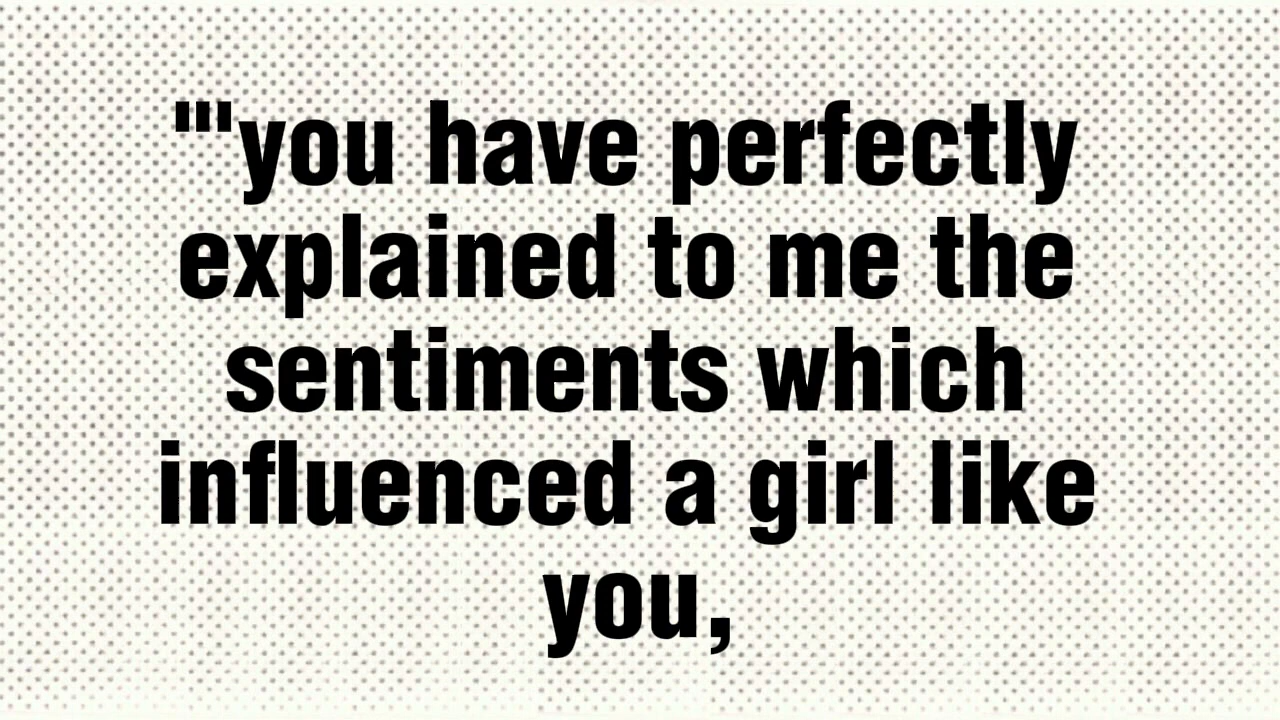 "'you have perfectly
explained to me the
sentiments which
influenced a girl like
you,